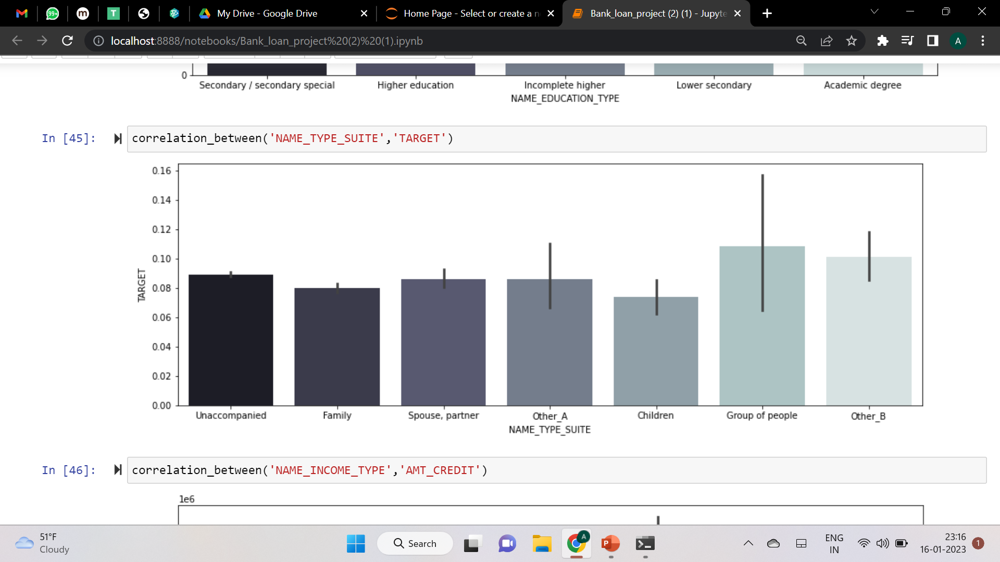 My Drive - Google Drive
Home Page - Select or create a n
Bank_loan_project (2) (1) - Jupyte
localhost:8888/notebooks/Bank_loan_project%20(2)%20(1).ipynb
A
99+
m
T
0
Secondary / secondary special Higher education Incomplete higher Lower secondary Academic degree
NAME_EDUCATION_TYPE
In [45]: correlation_between('NAME_TYPE_SUITE','TARGET')
0.16
0.14
0.12
0.10
0.08
0.06
0.04
0.02
0.00
TARGET
Unaccompanied Family Spouse, partner Other_A Children Group of people Other_B
NAME_TYPE_SUITE
In [46]: correlation_between('NAME_INCOME_TYPE','AMT_CREDIT')
1e6
51°F
Cloudy
Search
A
P
ENG
IN
23:16
16-01-2023
1